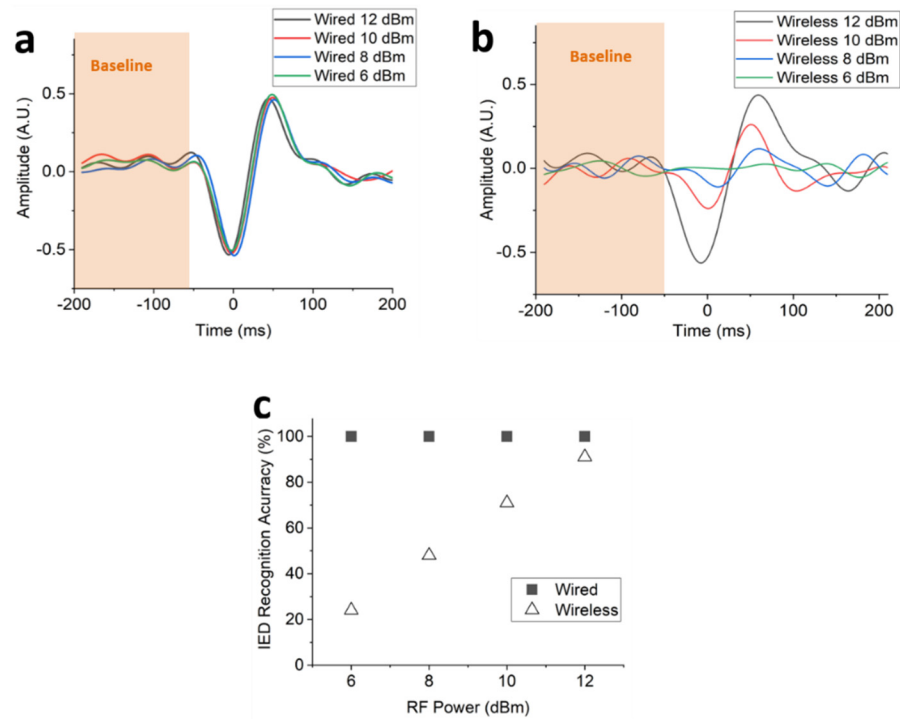 a
Baseline
Wired 12 dBm
Wired 10 dBm
Wired 8 dBm
Wired 6 dBm
Amplitude (A.U.)
0.5
0.0
-0.5
-200
-100
0
100
200
Time (ms)
b
Baseline
Wireless 12 dBm
Wireless 10 dBm
Wireless 8 dBm
Wireless 6 dBm
Amplitude (A.U.)
0.5
0.0
-0.5
-200
-100
0
100
200
Time (ms)
c
IED Recognition Acurracy (%)
100
80
60
40
20
0
Wired
Wireless
6
8
10
12
RF Power (dBm)